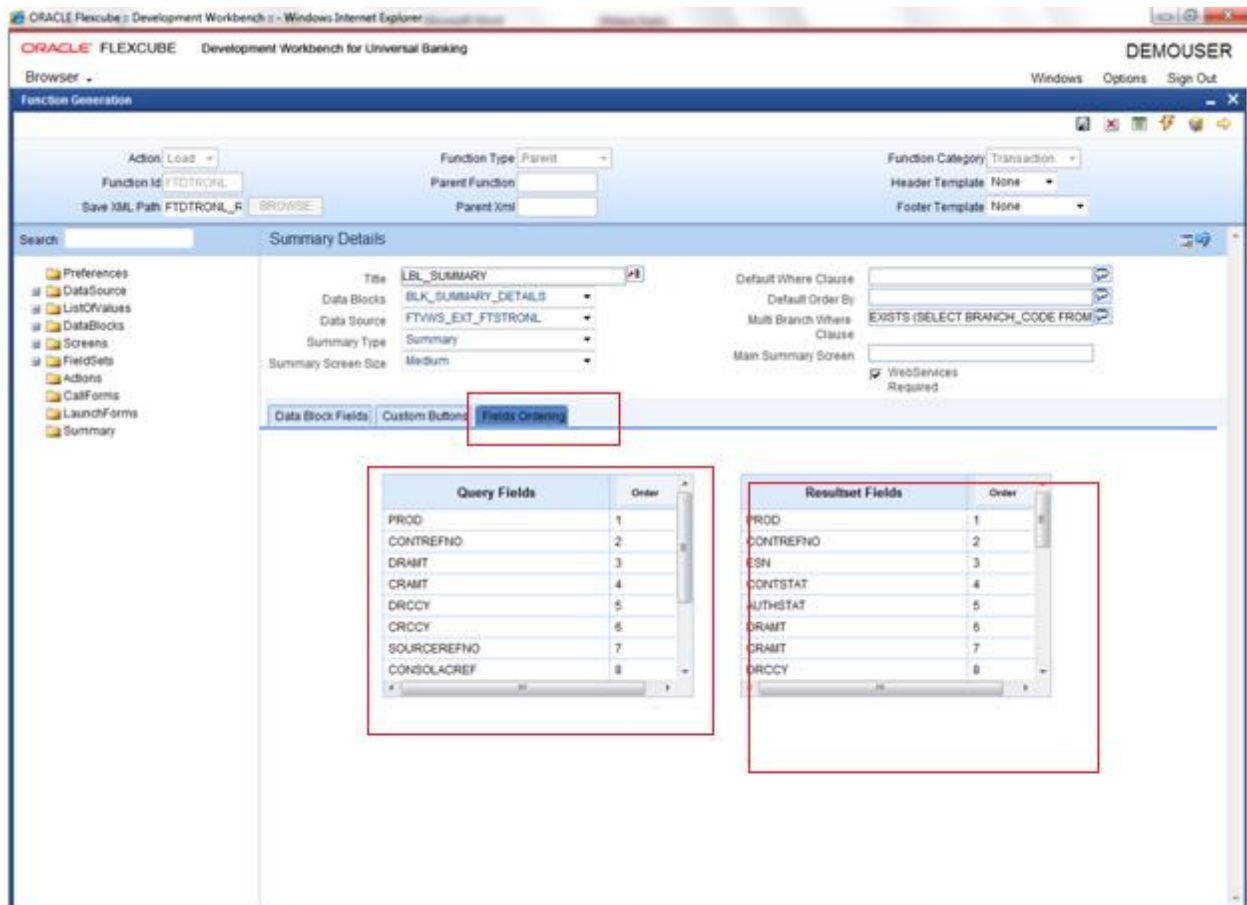 ORACLE Flexcube :: Development Workbench :: - Windows Internet Explorer
ORACLE FLEXCUBE Development Workbench for Universal Banking
DEMOUSER
Browser
Windows Options Sign Out
Function Generation
Action Load
Function Type Parent
Function Category Transaction
Function Id FTDTRONL
Parent Function
Header Template None
Save XML Path FTDTRONL_R BROWSE
Parent Xml
Footer Template None
Search
Summary Details
Preferences
DataSource
ListOfValues
DataBlocks
Screens
FieldSets
Actions
CallForms
LaunchForms
Summary
Title LBL_SUMMARY
Data Blocks BLK_SUMMARY_DETAILS
Data Source FTVWS_EXT_FTSTRONL
Summary Type Summary
Summary Screen Size Medium
Default Where Clause
Default Order By
Multi Branch Where Clause EXISTS (SELECT BRANCH_CODE FROM
Main Summary Screen
WebServices Required
Data Block Fields Custom Buttons Fields Ordering
Query Fields Order
PROD 1
CONTREFNO 2
DRAMT 3
CRAMT 4
DRCCY 5
CRCCY 6
SOURCEREFNO 7
CONSOLACREF 8
Resultset Fields Order
PROD 1
CONTREFNO 2
ESN 3
CONTSTAT 4
AUTHSTAT 5
DRAMT 6
CRAMT 7
DRCCY 8